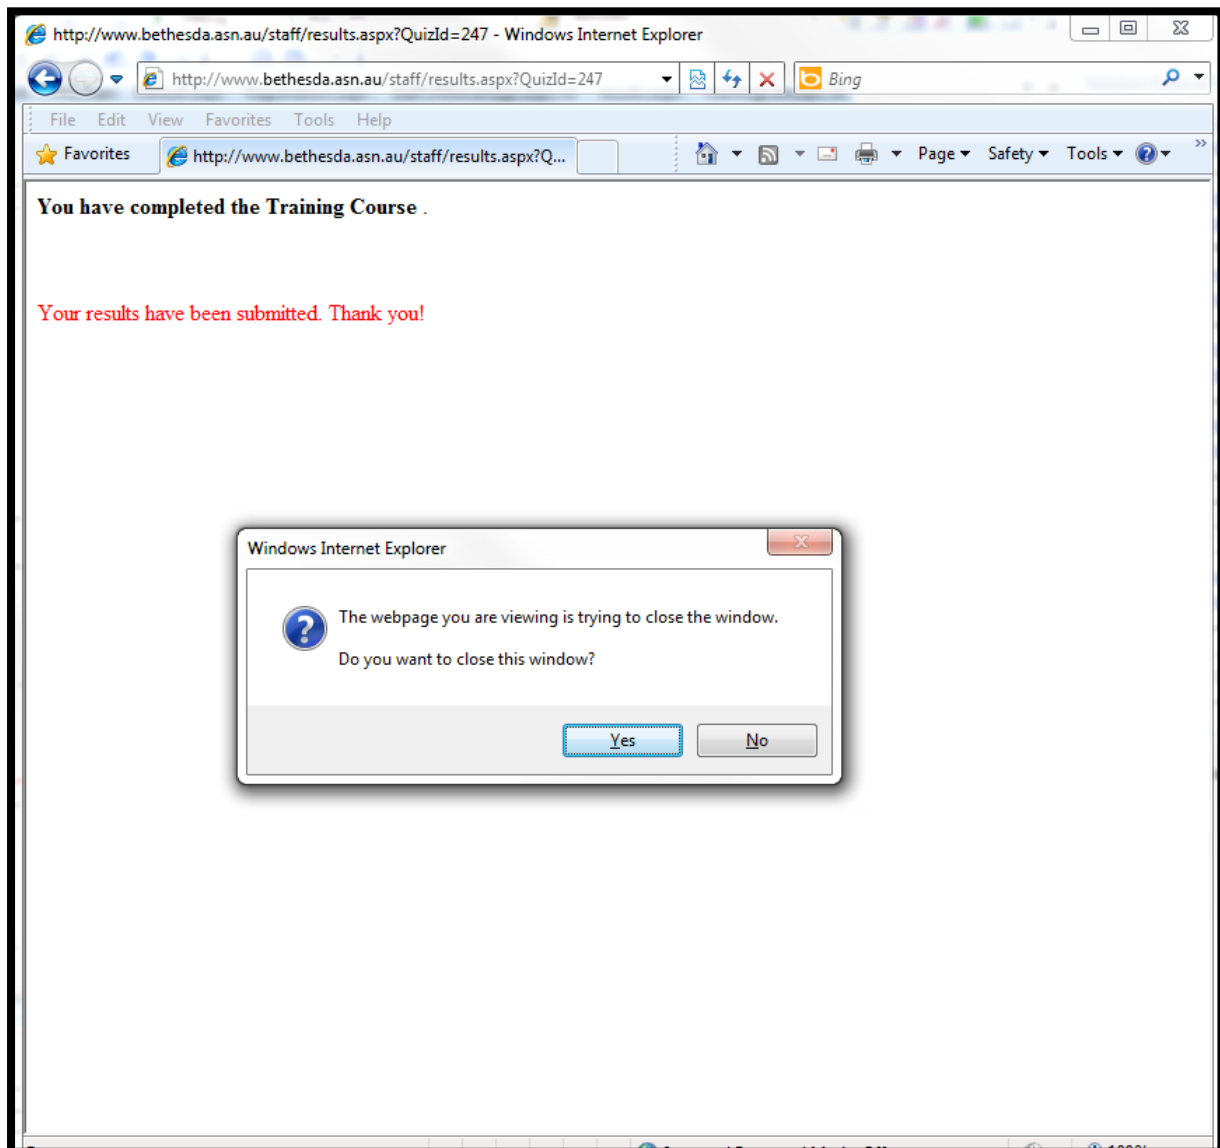 http://www.bethesda.asn.au/staff/results.aspx?QuizId=247 - Windows Internet Explorer
http://www.bethesda.asn.au/staff/results.aspx?QuizId=247
Bing
File Edit View Favorites Tools Help
Favorites http://www.bethesda.asn.au/staff/results.aspx?Q... Page Safety Tools
You have completed the Training Course .
Your results have been submitted. Thank you!
Windows Internet Explorer
The webpage you are viewing is trying to close the window.
Do you want to close this window?
Yes No